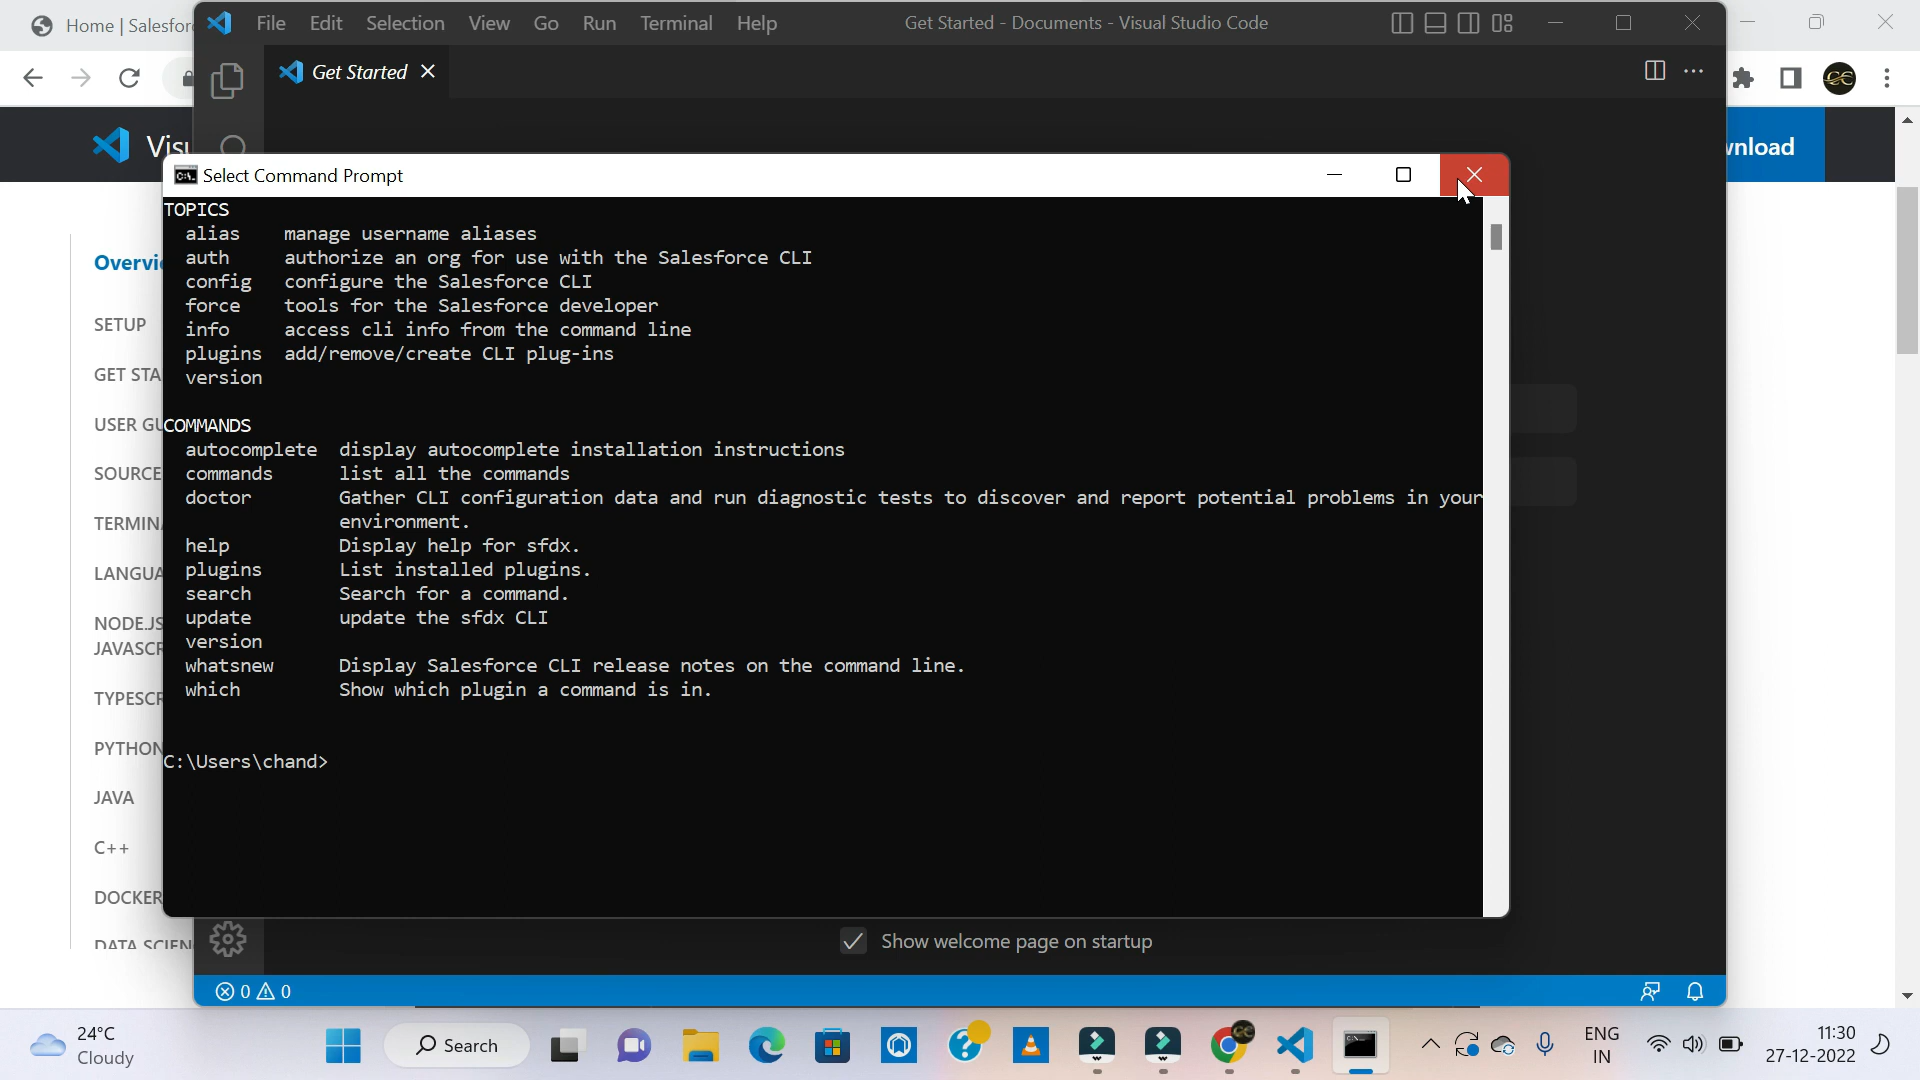 Home | Salesfor
File Edit Selection View Go Run Terminal Help
Get Started - Documents - Visual Studio Code
Get Started
Select Command Prompt
TOPICS
alias manage username aliases
auth authorize an org for use with the Salesforce CLI
config configure the Salesforce CLI
force tools for the Salesforce developer
info access cli info from the command line
plugins add/remove/create CLI plug-ins
version
COMMANDS
autocomplete display autocomplete installation instructions
commands list all the commands
doctor Gather CLI configuration data and run diagnostic tests to discover and report potential problems in your
environment.
help Display help for sfdx.
plugins List installed plugins.
search Search for a command.
update update the sfdx CLI
version
whatsnew Display Salesforce CLI release notes on the command line.
which Show which plugin a command is in.
C:\Users\chand>
Visu
wnload
Overvi
SETUP
GET STA
USER GU
SOURCE
TERMINA
LANGUA
NODE.JS
JAVASCR
TYPESCR
PYTHON
JAVA
C++
DOCKER
DATA SCIEN
Show welcome page on startup
0 0
24°C
Cloudy
Search
ENG
IN
11:30
27-12-2022